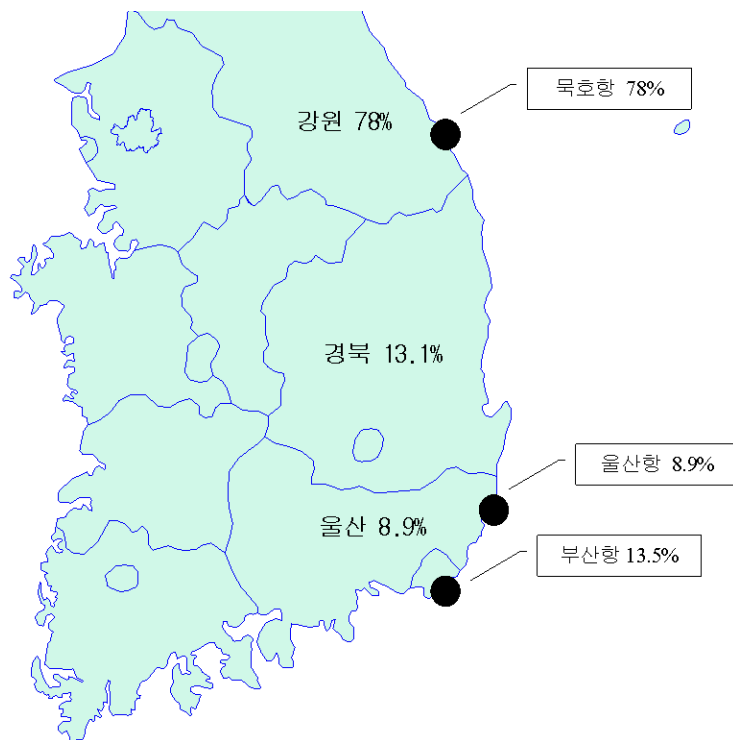 묵호항 78%
강원 78%
경북 13.1%
울산항 8.9%
울산 8.9%
부산항 13.5%